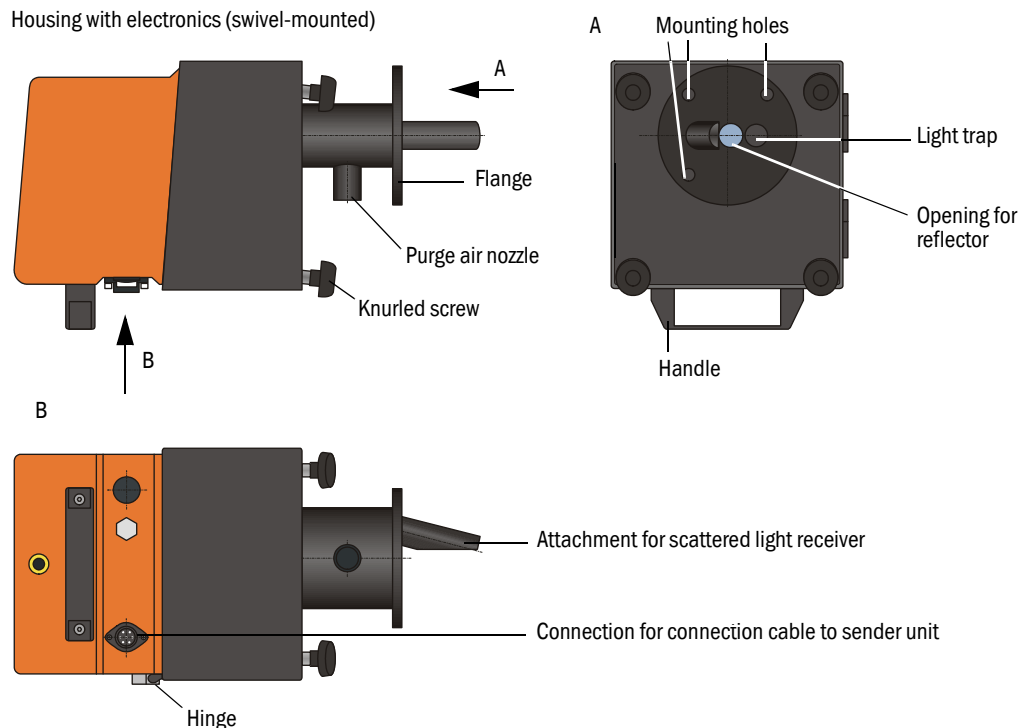 Housing with electronics (swivel-mounted)
A
Flange
Purge air nozzle
Knurled screw
B
A
Mounting holes
Light trap
Opening for
reflector
Handle
B
Attachment for scattered light receiver
Connection for connection cable to sender unit
Hinge